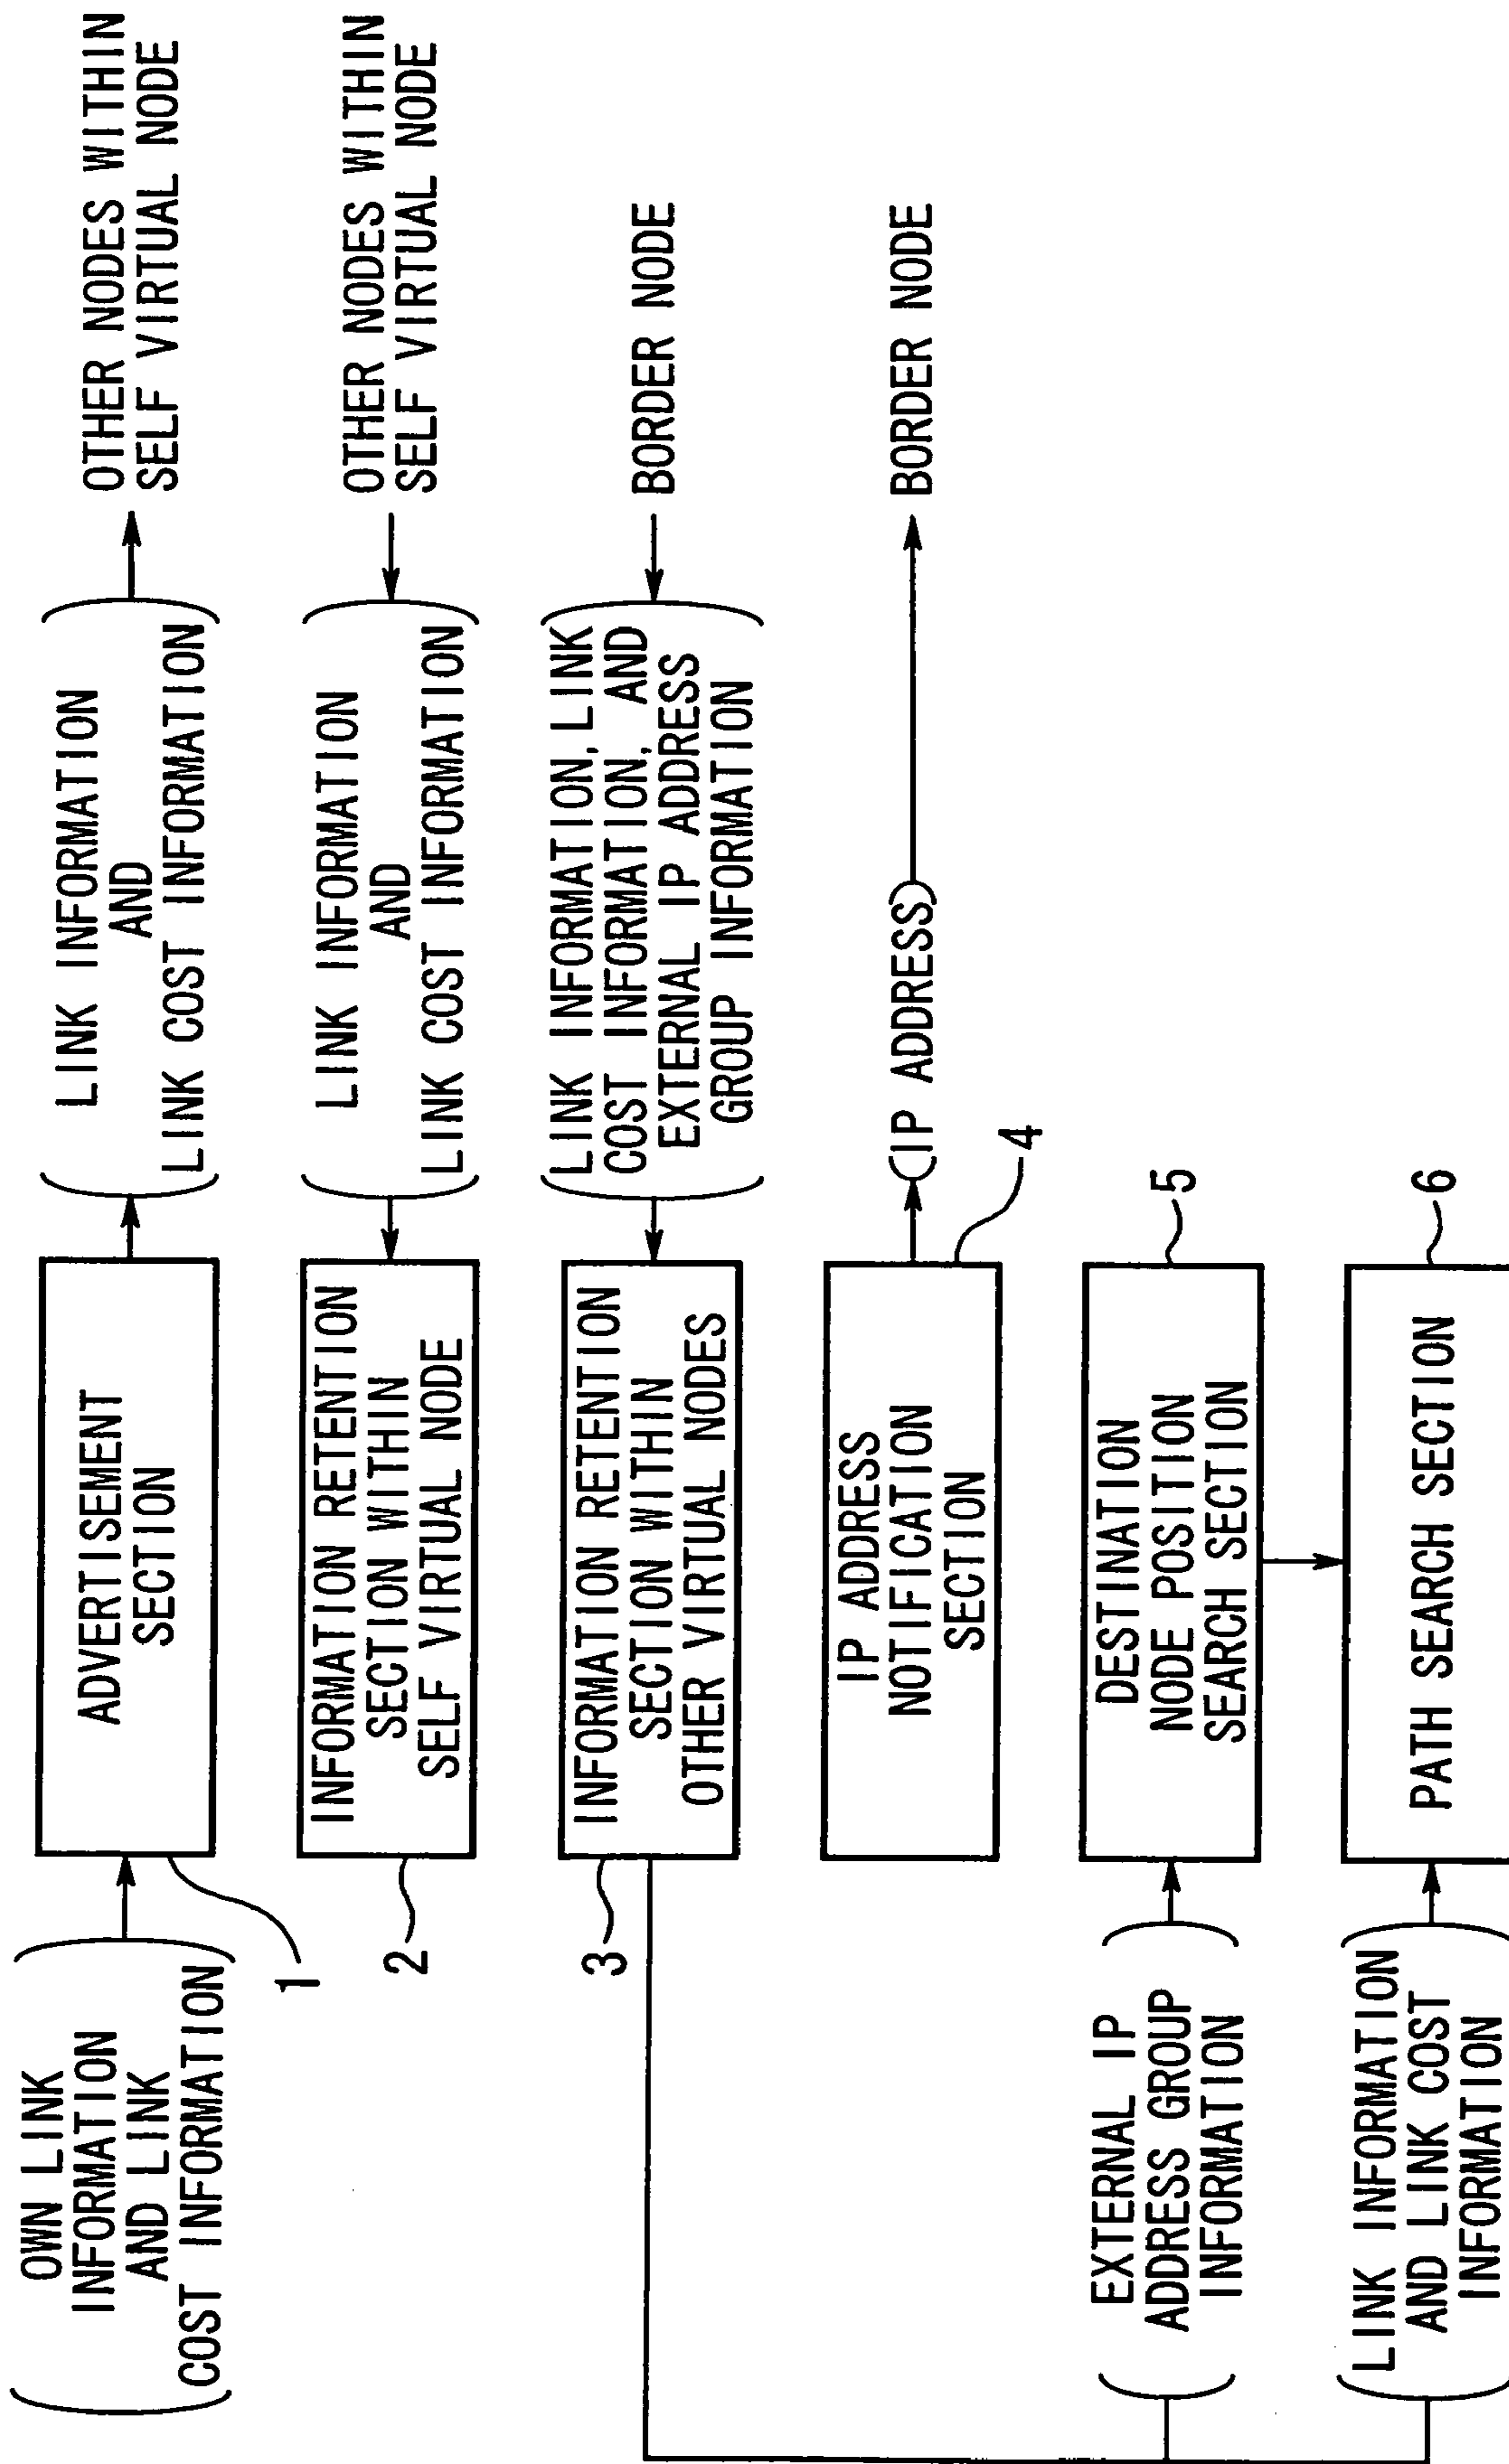 OWN LINK
INFORMATION
AND LINK
COST INFORMATION
1
ADVERTISEMENT
SECTION
LINK INFORMATION
AND
LINK COST INFORMATION
OTHER NODES WITHIN
SELF VIRTUAL NODE
2
INFORMATION RETENTION
SECTION WITHIN
SELF VIRTUAL NODE
LINK INFORMATION
AND
LINK COST INFORMATION
OTHER NODES WITHIN
SELF VIRTUAL NODE
3
INFORMATION RETENTION
SECTION WITHIN
OTHER VIRTUAL NODES
LINK INFORMATION, LINK
COST INFORMATION, AND
EXTERNAL IP ADDRESS
GROUP INFORMATION
BORDER NODE
IP ADDRESS
NOTIFICATION
SECTION
4
(IP ADDRESS)
BORDER NODE
EXTERNAL IP
ADDRESS GROUP
INFORMATION
DESTINATION
NODE POSITION
SEARCH SECTION
5
LINK INFORMATION
AND LINK COST
INFORMATION
PATH SEARCH SECTION
6